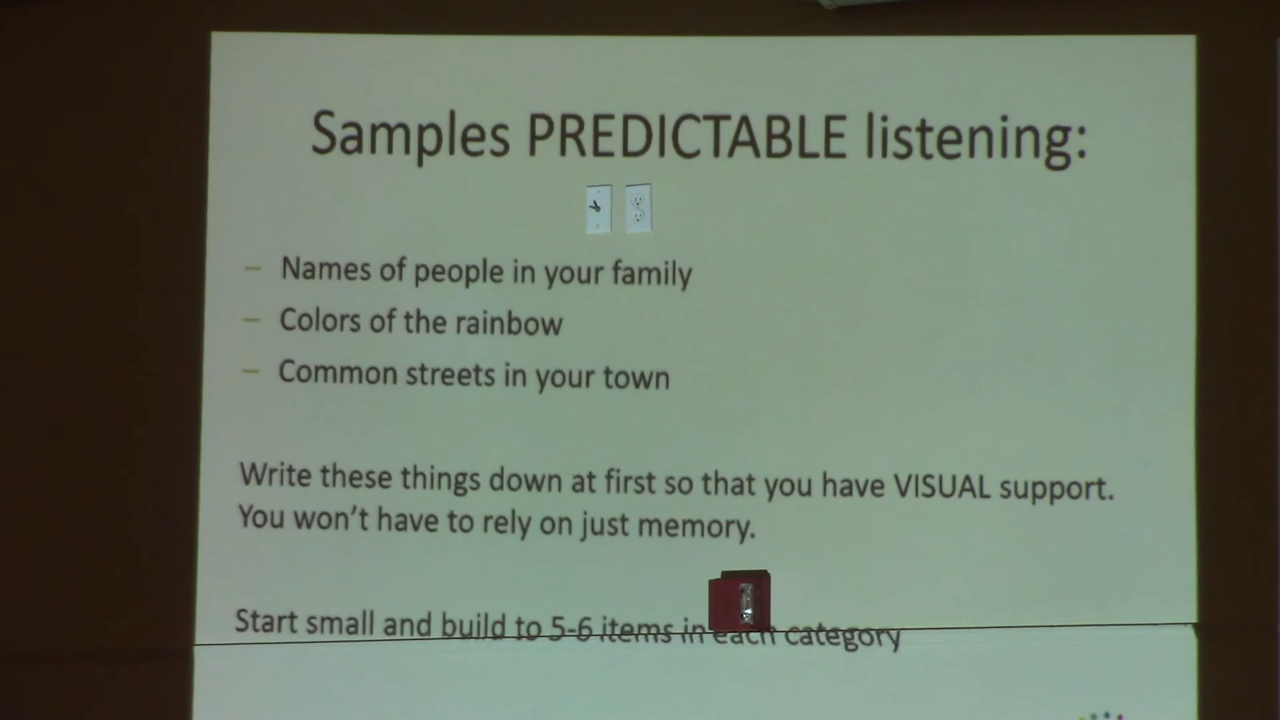 Samples PREDICTABLE listening:
– Names of people in your family
– Colors of the rainbow
– Common streets in your town
Write these things down at first so that you have VISUAL support.
You won't have to rely on just memory.
Start small and build to 5-6 items in each category